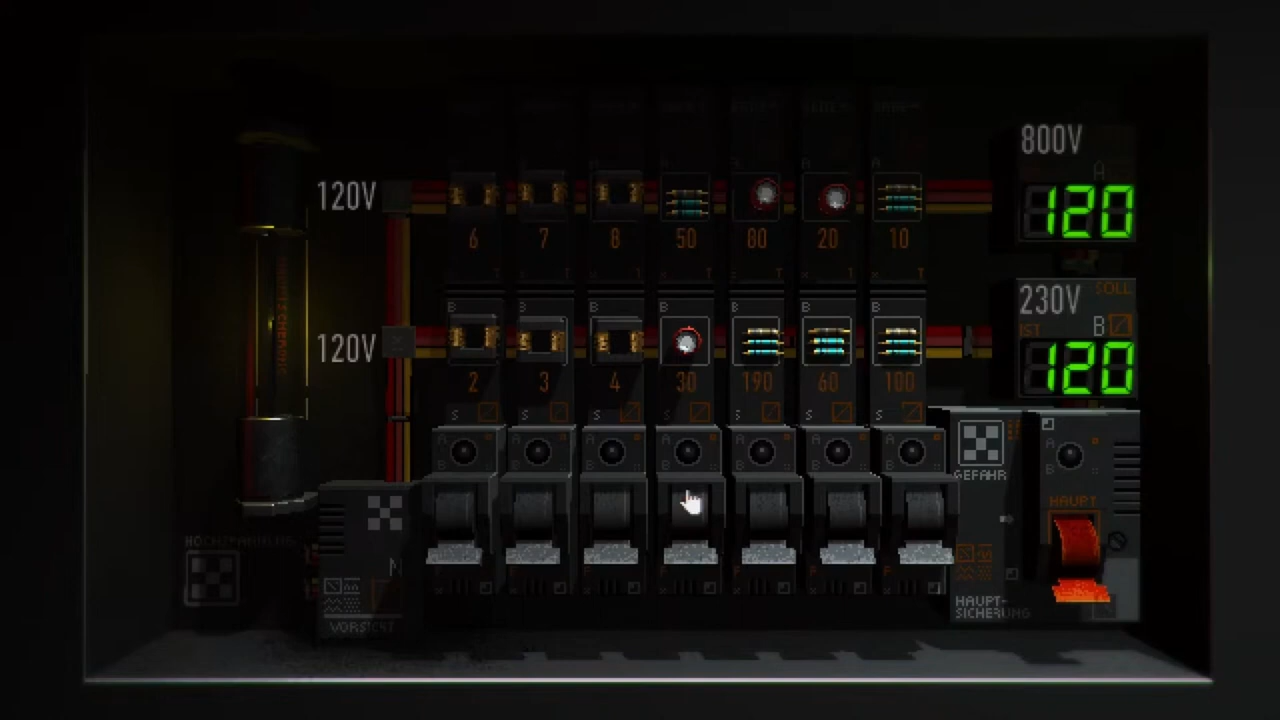 800V
A
120V
120
6 7 8 50 80 20 10
230V SOLL
IST B
B B B B B B B
120V
120
2 3 4 30 190 60 100
S S S S S S S
A A A A A A A A
B B B B B B B B
GEFAHR
HAUPT
HOCHSPANNUNG
N
HAUPT-
SICHERUNG
VORSICHT